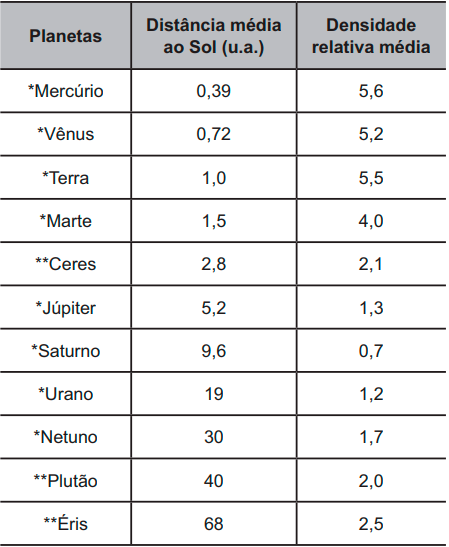 Planetas Distância média ao Sol (u.a.) Densidade relativa média
*Mercúrio 0,39 5,6
*Vênus 0,72 5,2
*Terra 1,0 5,5
*Marte 1,5 4,0
**Ceres 2,8 2,1
*Júpiter 5,2 1,3
*Saturno 9,6 0,7
*Urano 19 1,2
*Netuno 30 1,7
**Plutão 40 2,0
**Éris 68 2,5